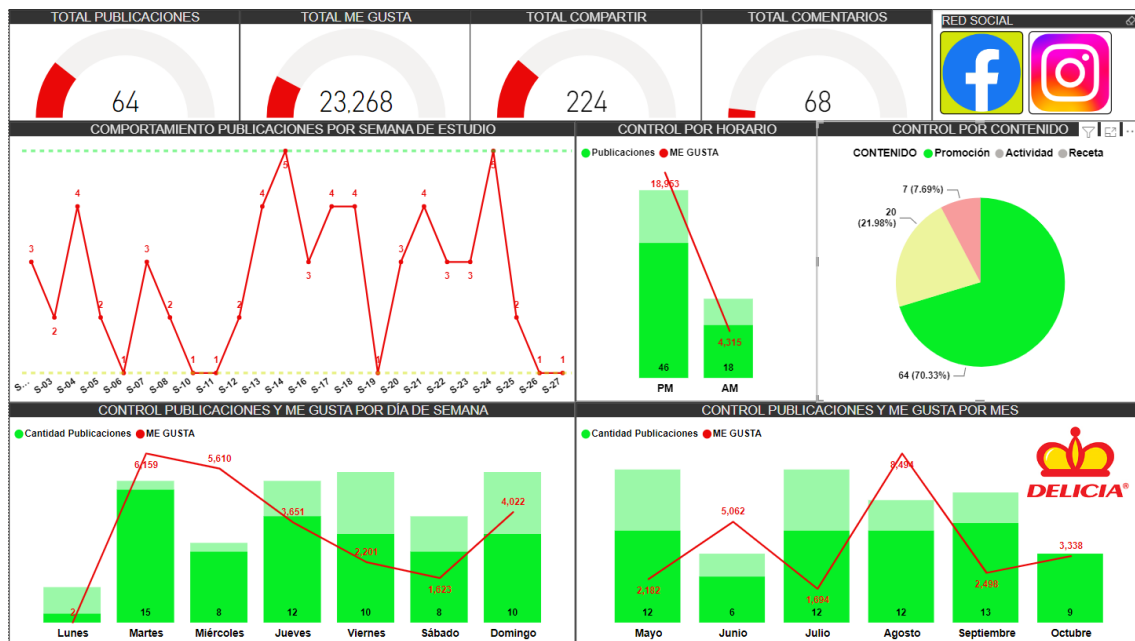 TOTAL PUBLICACIONES
64
TOTAL ME GUSTA
23,268
TOTAL COMPARTIR
224
TOTAL COMENTARIOS
68
RED SOCIAL
COMPORTAMIENTO PUBLICACIONES POR SEMANA DE ESTUDIO
3 2 4 2 1 3 2 1 1 2 4 5 3 4 4 1 3 4 3 3 5 2 1 1
S... S-03 S-04 S-05 S-06 S-07 S-08 S-10 S-11 S-12 S-13 S-14 S-15 S-16 S-17 S-18 S-19 S-20 S-21 S-22 S-23 S-24 S-25 S-26 S-27
CONTROL POR HORARIO
Publicaciones ME GUSTA
18,953
4,315
46 18
PM AM
CONTROL POR CONTENIDO
CONTENIDO Promoción Actividad Receta
7 (7.69%)
20
(21.98%)
64 (70.33%)
CONTROL PUBLICACIONES Y ME GUSTA POR DÍA DE SEMANA
Cantidad Publicaciones ME GUSTA
2 6,159 5,610 3,651 2,201 1,623 4,022
15 8 12 10 8 10
Lunes Martes Miércoles Jueves Viernes Sábado Domingo
CONTROL PUBLICACIONES Y ME GUSTA POR MES
Cantidad Publicaciones ME GUSTA
DELICIA®
2,182 5,062 1,694 8,494 2,498 3,338
12 6 12 12 13 9
Mayo Junio Julio Agosto Septiembre Octubre